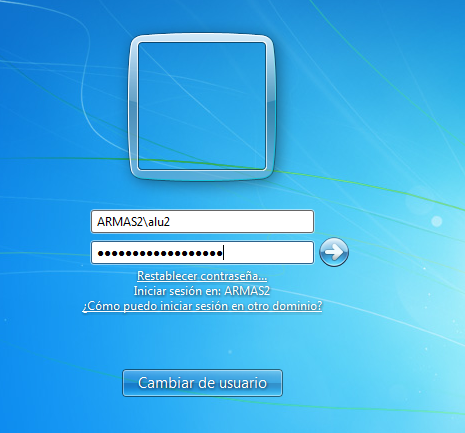 ARMAS2\alu2
••••••••••••••••••
Restablecer contraseña...
Iniciar sesión en: ARMAS2
¿Cómo puedo iniciar sesión en otro dominio?
Cambiar de usuario